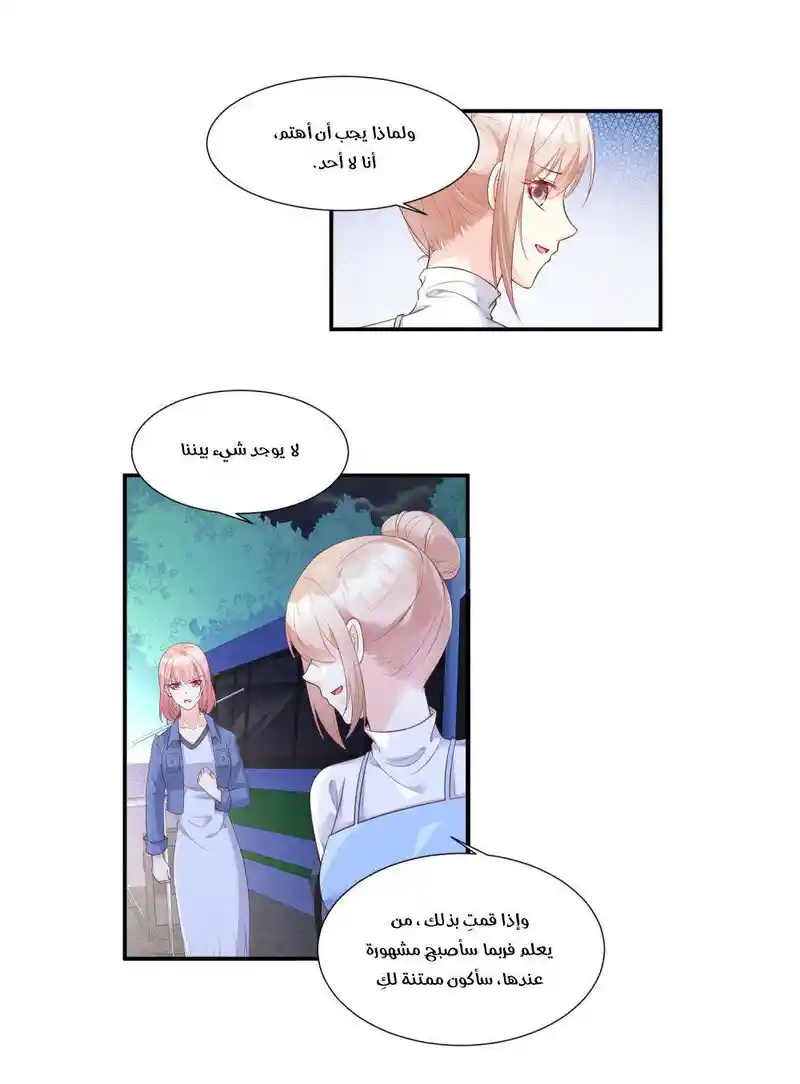 ولماذا يجب أن أهتم،
أنا لا أحد.
لا يوجد شيء بيننا
وإذا قمتِ بذلك ، من
يعلم فربما سأصبح مشهورة
عندها، سأكون ممتنة لكِ